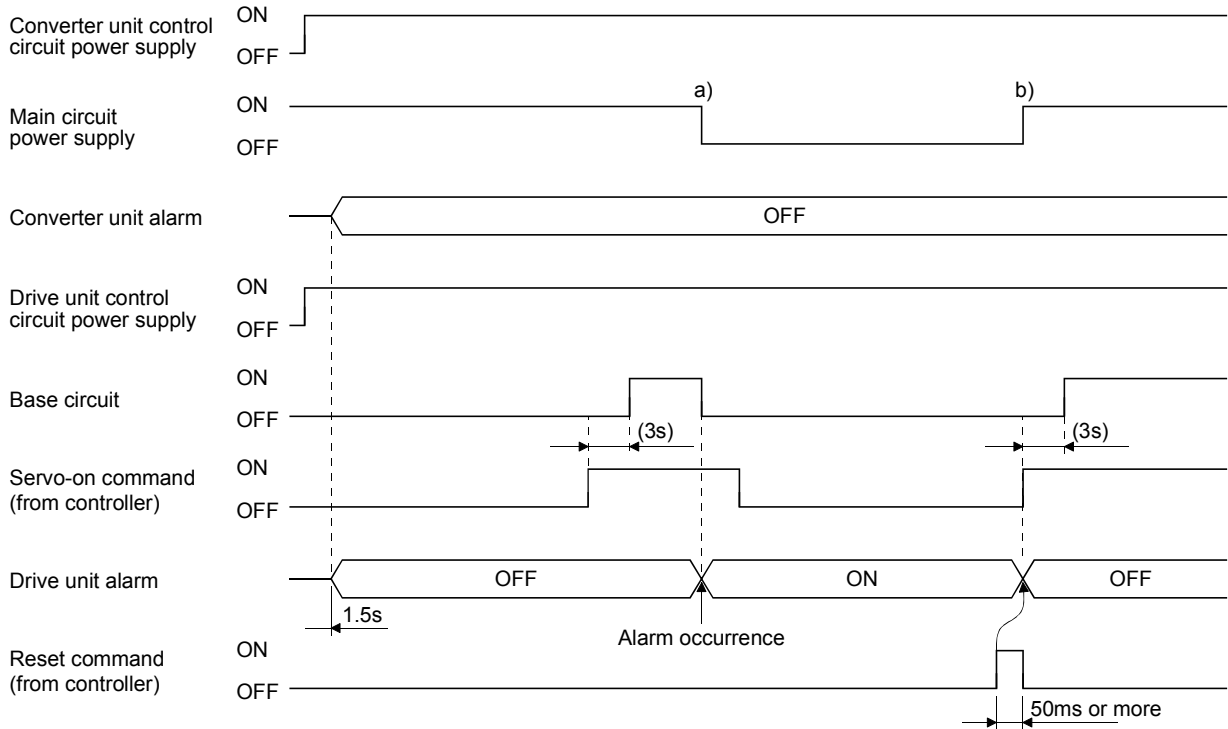 Converter unit control
circuit power supply
ON
OFF
Main circuit
power supply
ON
OFF
a)
b)
Converter unit alarm
OFF
Drive unit control
circuit power supply
ON
OFF
Base circuit
ON
OFF
(3s)
(3s)
Servo-on command
(from controller)
ON
OFF
Drive unit alarm
OFF
ON
OFF
1.5s
Alarm occurrence
Reset command
(from controller)
ON
OFF
50ms or more